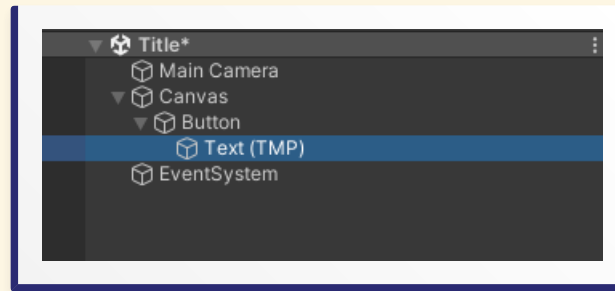 Title*
Main Camera
Canvas
Button
Text (TMP)
EventSystem